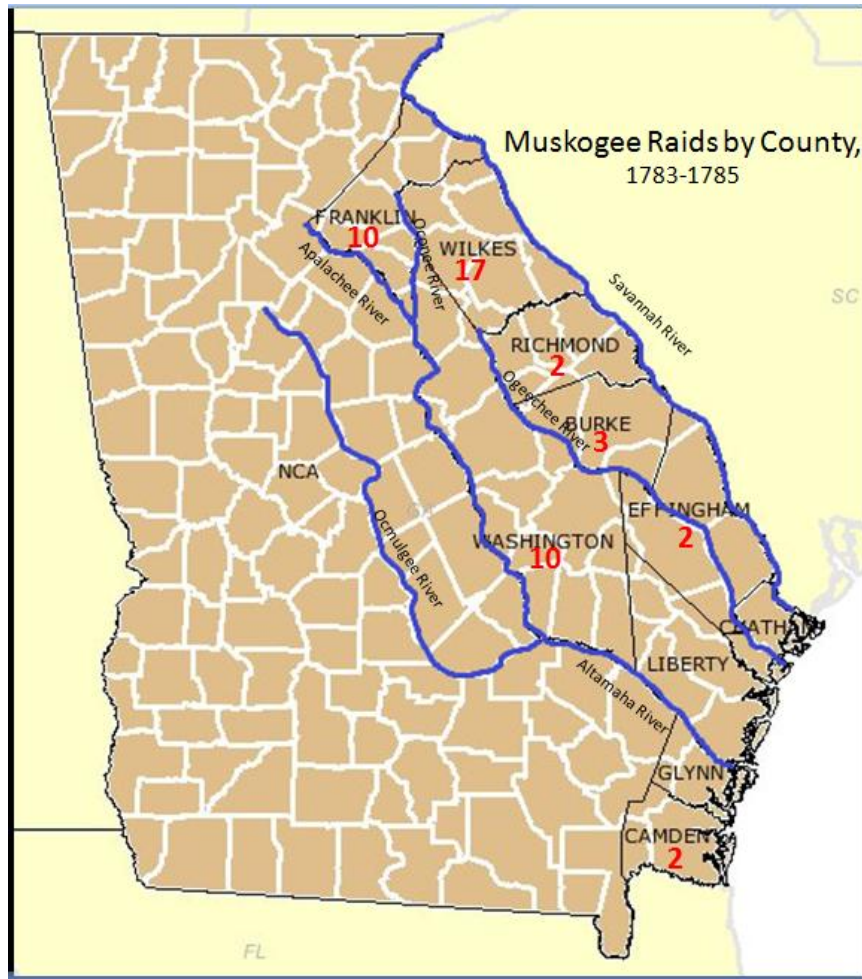 Muskogee Raids by County,
1783-1785
FRANKLIN
10
Oconee River
WILKES
17
Apalachee River
Savannah River
SC
RICHMOND
2
Ogeechee River
BURKE
3
NCA
GA
EFFINGHAM
2
Ocmulgee River
WASHINGTON
10
CHATHAM
LIBERTY
Altamaha River
GLYNN
CAMDEN
2
FL